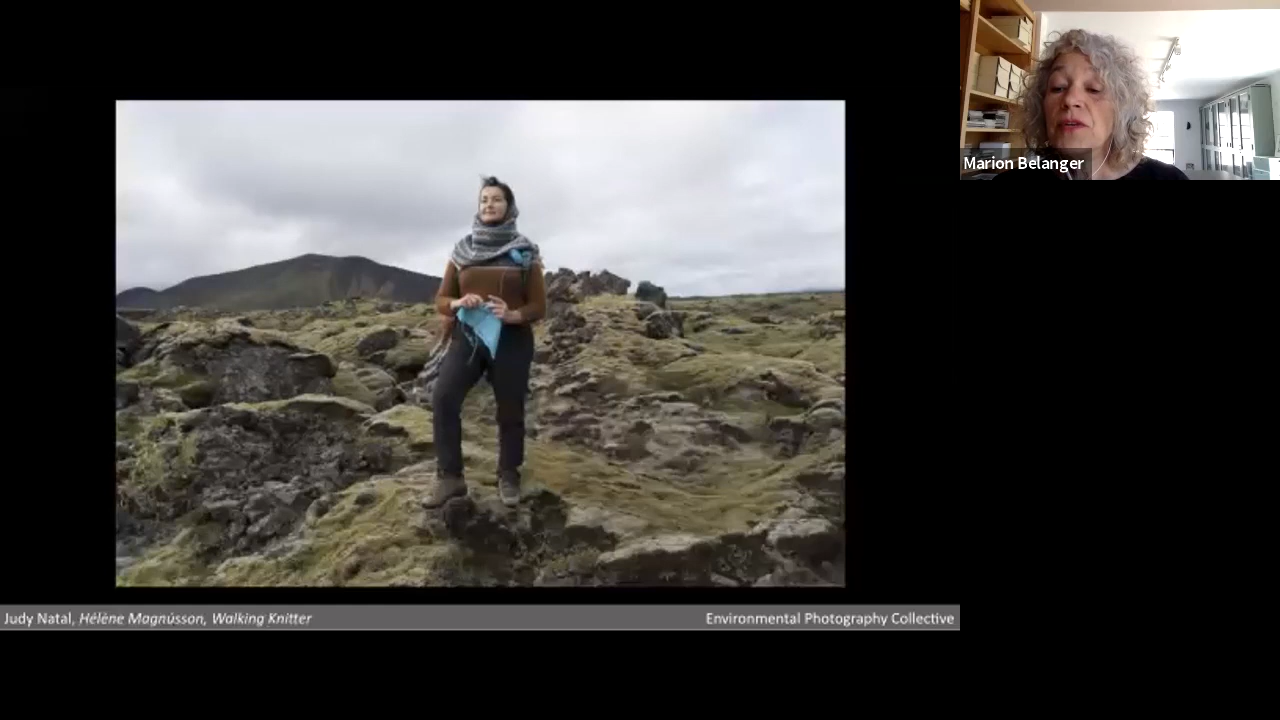 Marion Belanger
Judy Natal, Hélène Magnússon, Walking Knitter
Environmental Photography Collective